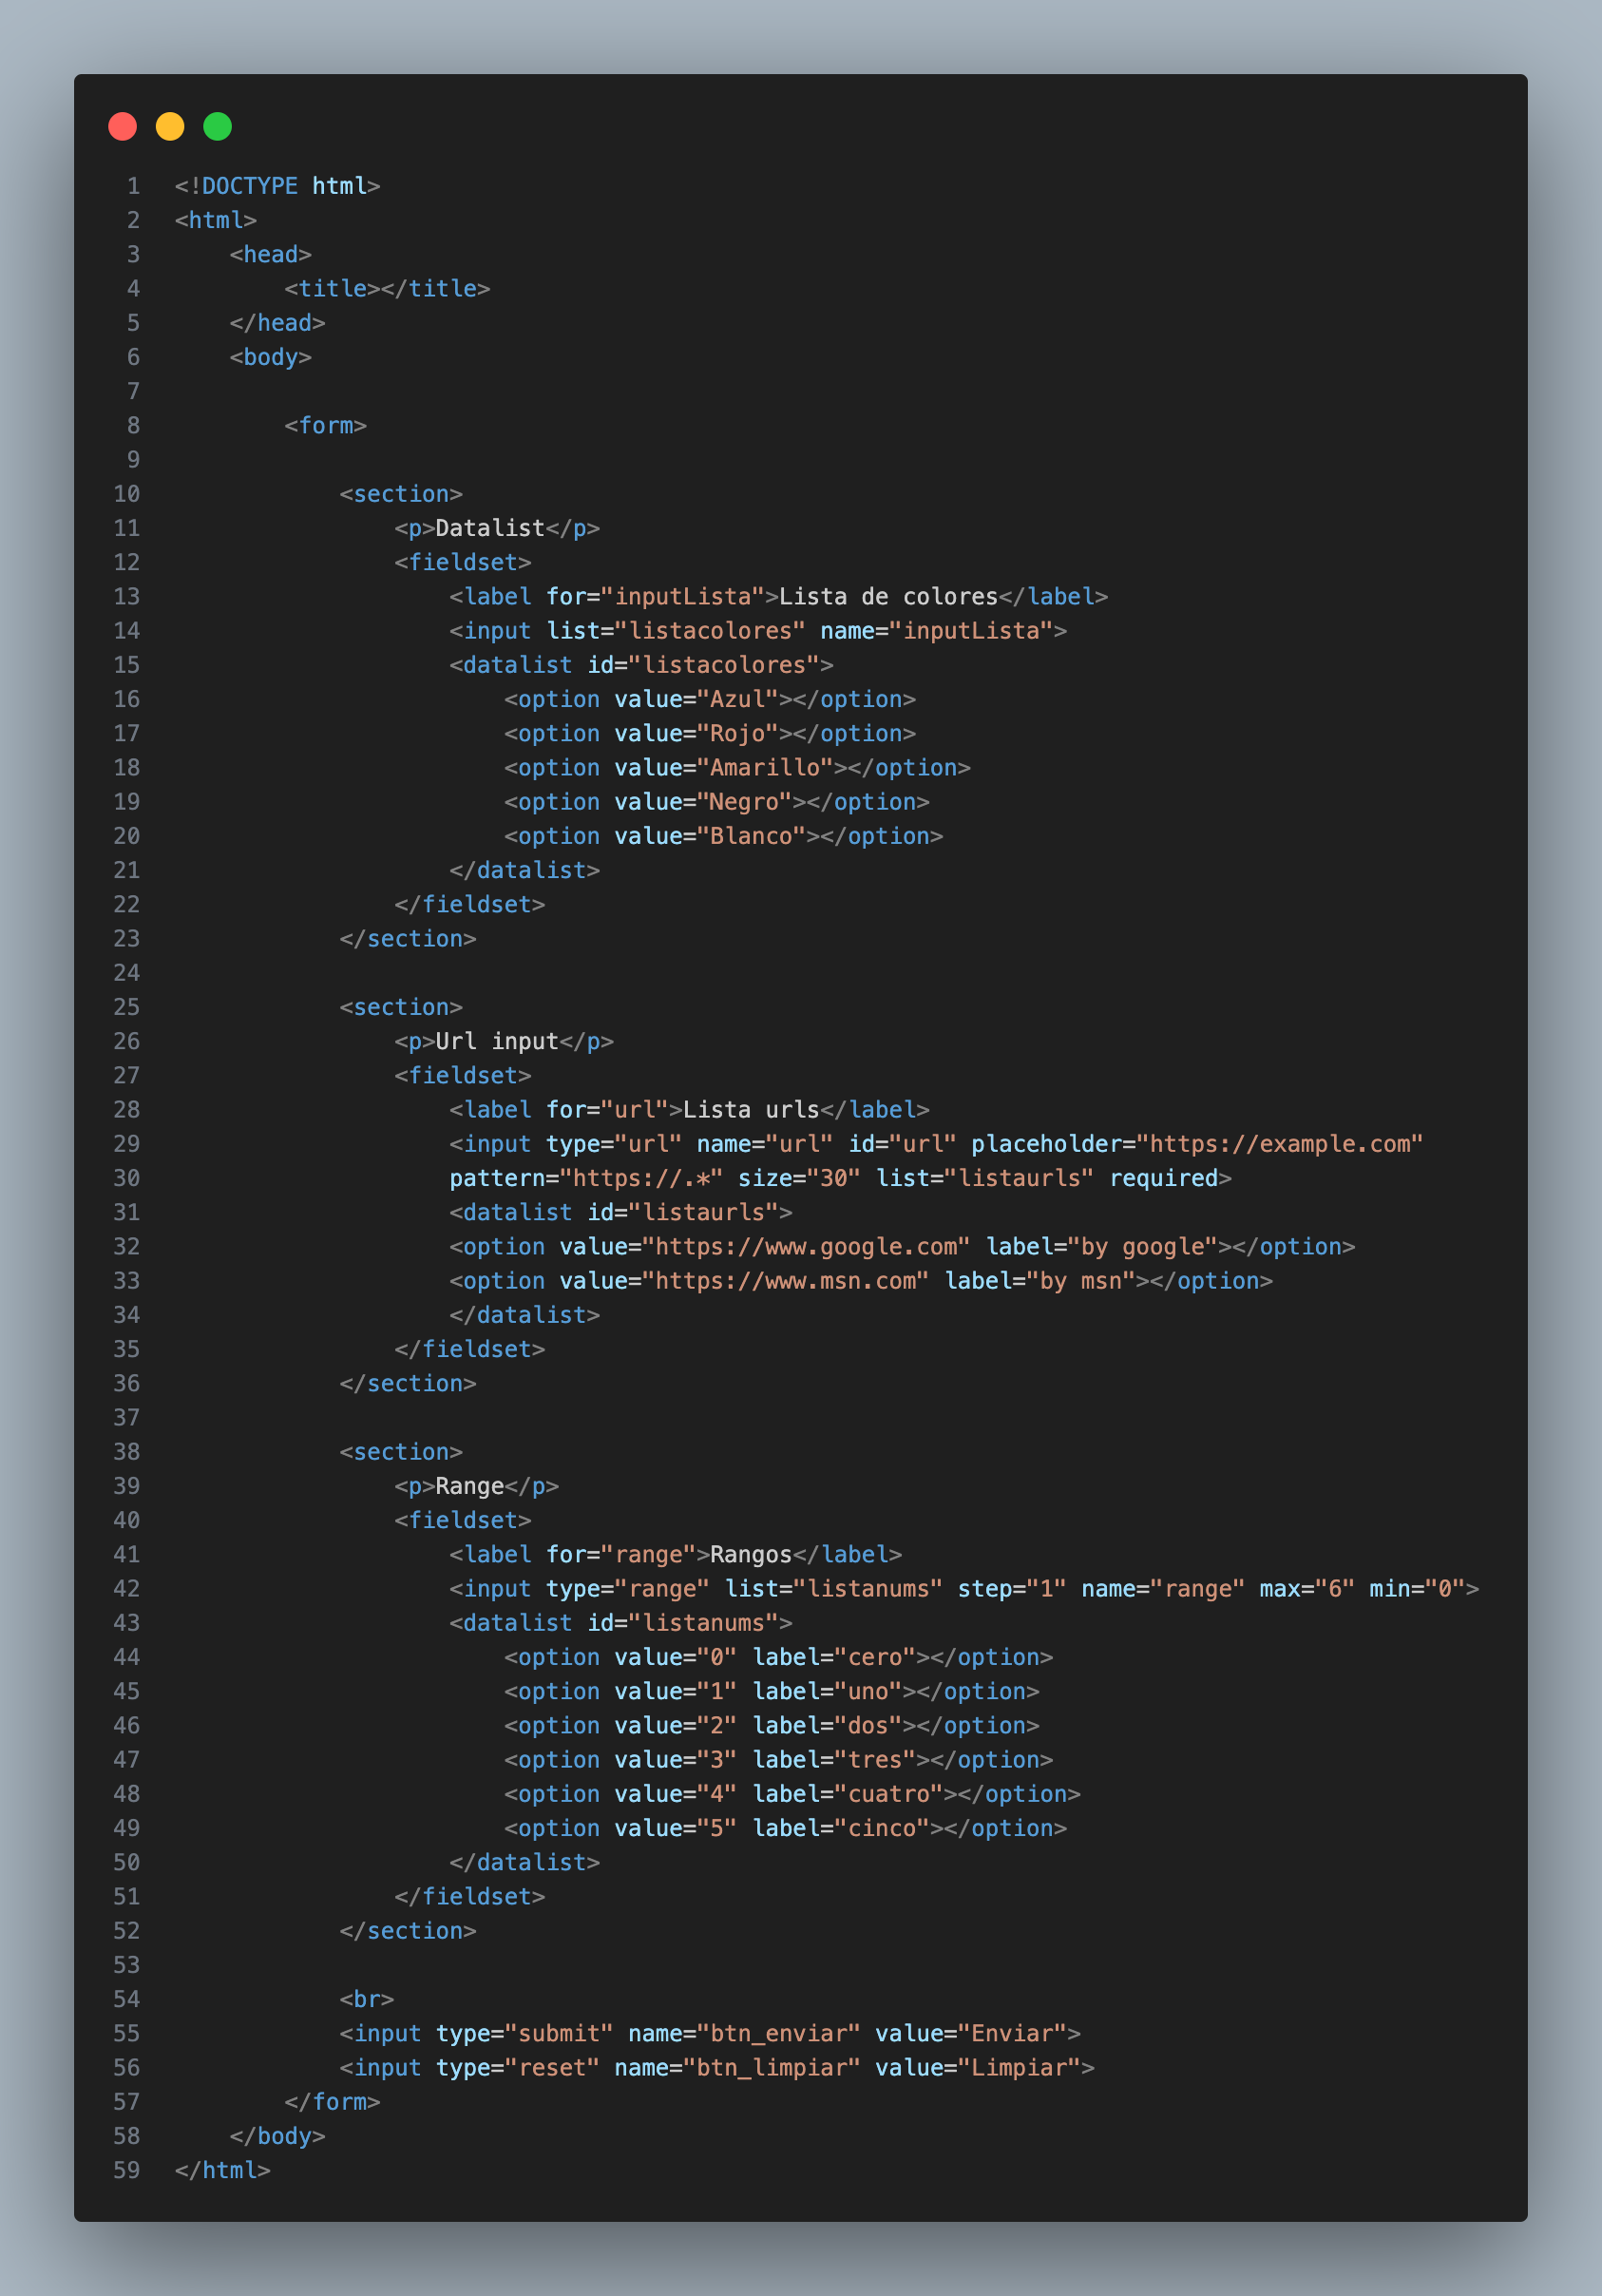 1 <!DOCTYPE html>
2 <html>
3     <head>
4         <title></title>
5     </head>
6     <body>
7
8         <form>
9
10             <section>
11                 <p>Datalist</p>
12                 <fieldset>
13                     <label for="inputLista">Lista de colores</label>
14                     <input list="listacolores" name="inputLista">
15                     <datalist id="listacolores">
16                         <option value="Azul"></option>
17                         <option value="Rojo"></option>
18                         <option value="Amarillo"></option>
19                         <option value="Negro"></option>
20                         <option value="Blanco"></option>
21                     </datalist>
22                 </fieldset>
23             </section>
24
25             <section>
26                 <p>Url input</p>
27                 <fieldset>
28                     <label for="url">Lista urls</label>
29                     <input type="url" name="url" id="url" placeholder="https://example.com"
30                     pattern="https://.*" size="30" list="listaurls" required>
31                     <datalist id="listaurls">
32                     <option value="https://www.google.com" label="by google"></option>
33                     <option value="https://www.msn.com" label="by msn"></option>
34                     </datalist>
35                 </fieldset>
36             </section>
37
38             <section>
39                 <p>Range</p>
40                 <fieldset>
41                     <label for="range">Rangos</label>
42                     <input type="range" list="listanums" step="1" name="range" max="6" min="0">
43                     <datalist id="listanums">
44                         <option value="0" label="cero"></option>
45                         <option value="1" label="uno"></option>
46                         <option value="2" label="dos"></option>
47                         <option value="3" label="tres"></option>
48                         <option value="4" label="cuatro"></option>
49                         <option value="5" label="cinco"></option>
50                     </datalist>
51                 </fieldset>
52             </section>
53
54             <br>
55             <input type="submit" name="btn_enviar" value="Enviar">
56             <input type="reset" name="btn_limpiar" value="Limpiar">
57         </form>
58     </body>
59 </html>